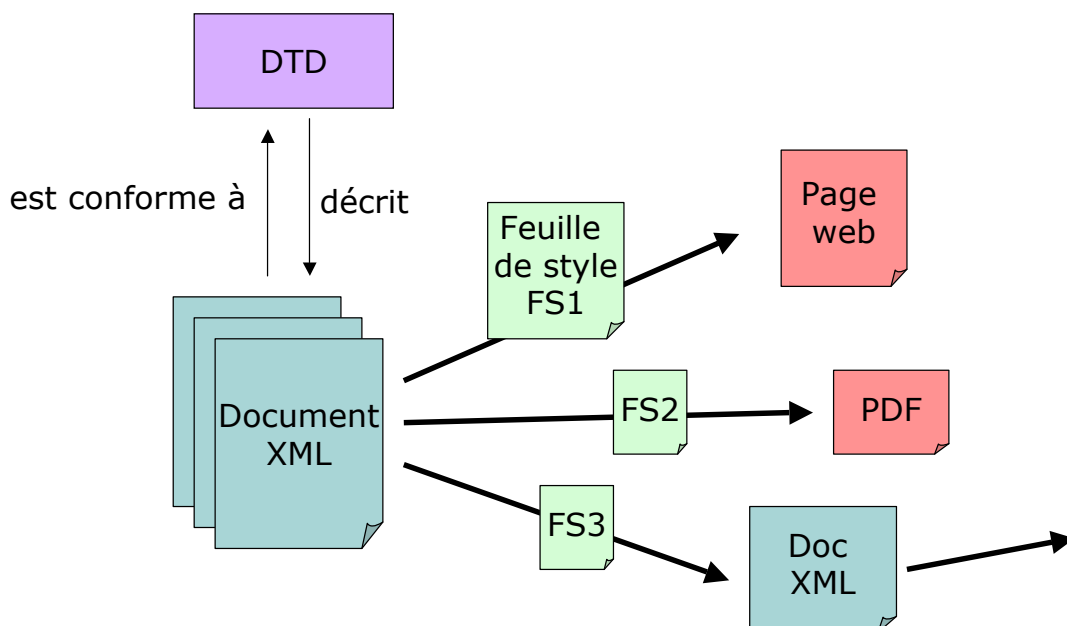 DTD
est conforme à
décrit
Feuille
de style
FS1
Page
web
Document
XML
FS2
PDF
FS3
Doc
XML